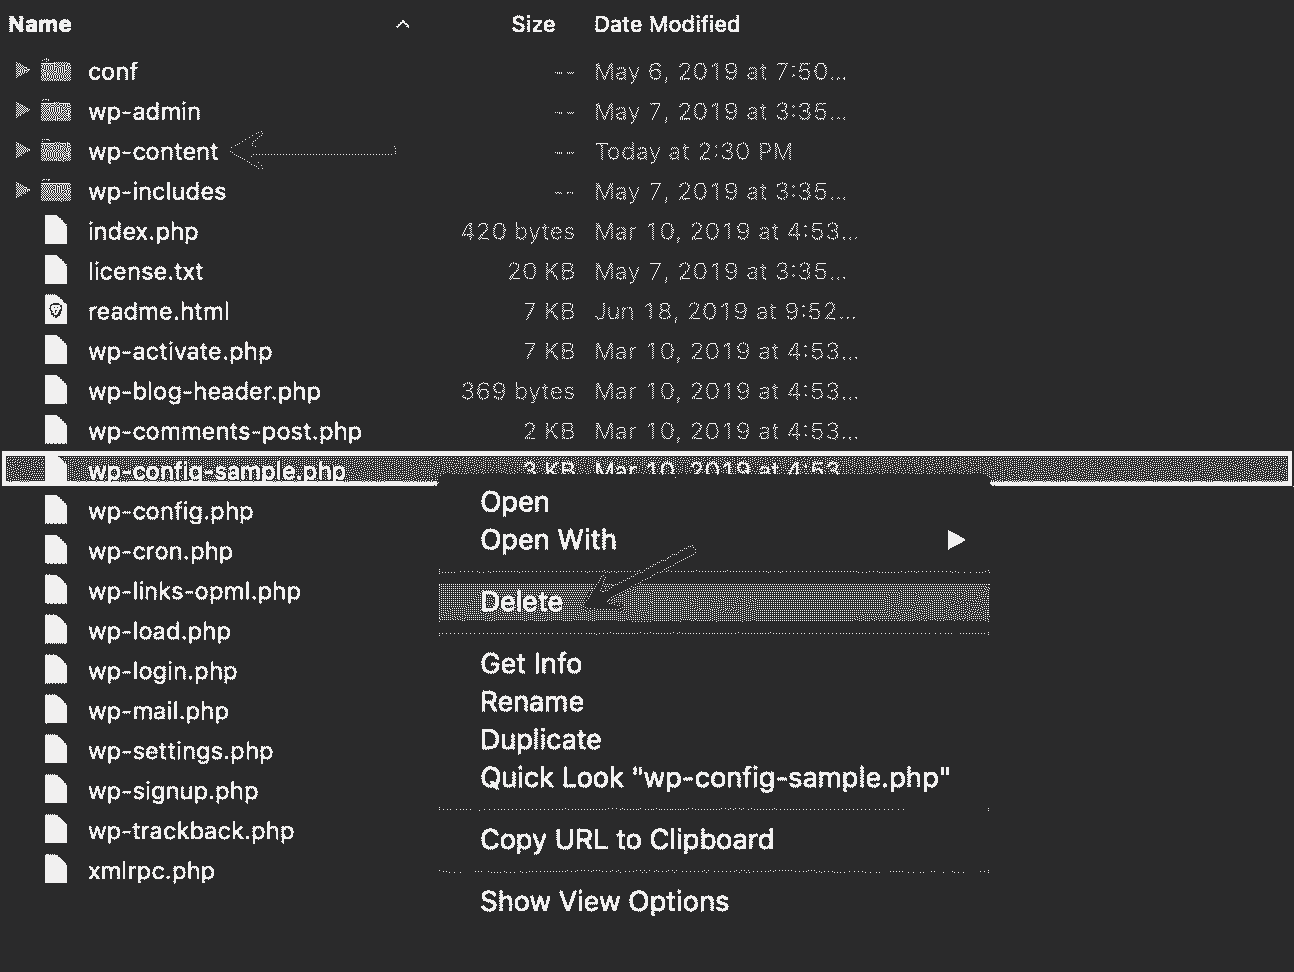 Name Size Date Modified
conf -- May 6, 2019 at 7:50...
wp-admin -- May 7, 2019 at 3:35...
wp-content -- Today at 2:30 PM
wp-includes -- May 7, 2019 at 3:35...
index.php 420 bytes Mar 10, 2019 at 4:53...
license.txt 20 KB May 7, 2019 at 3:35...
readme.html 7 KB Jun 18, 2019 at 9:52...
wp-activate.php 7 KB Mar 10, 2019 at 4:53...
wp-blog-header.php 369 bytes Mar 10, 2019 at 4:53...
wp-comments-post.php 2 KB Mar 10, 2019 at 4:53...
wp-config-sample.php 3 KB Mar 10, 2019 at 4:53...
wp-config.php
wp-cron.php
wp-links-opml.php
wp-load.php
wp-login.php
wp-mail.php
wp-settings.php
wp-signup.php
wp-trackback.php
xmlrpc.php
Open
Open With
Delete
Get Info
Rename
Duplicate
Quick Look "wp-config-sample.php"
Copy URL to Clipboard
Show View Options